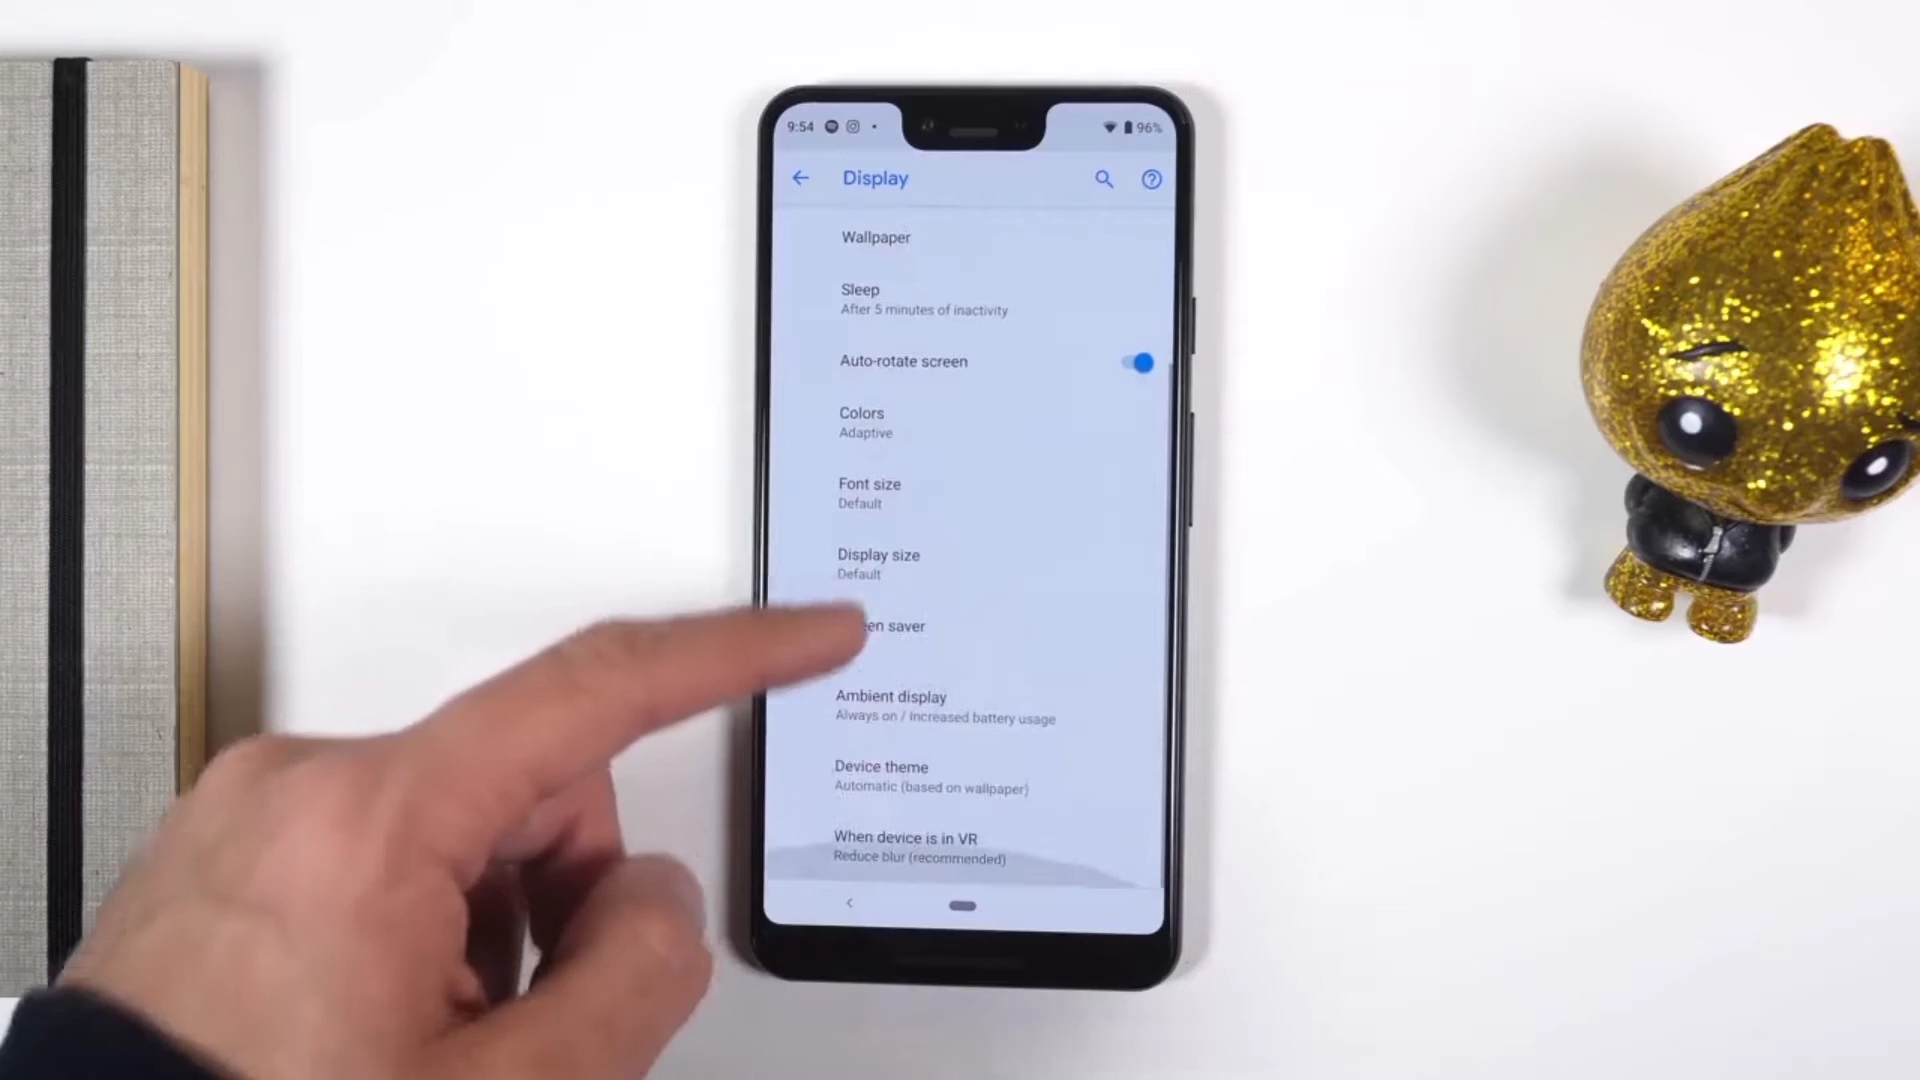 9:54 96%
Display
Wallpaper
Sleep
After 5 minutes of inactivity
Auto-rotate screen
Colors
Adaptive
Font size
Default
Display size
Default
een saver
Ambient display
Always on / Increased battery usage
Device theme
Automatic (based on wallpaper)
When device is in VR
Reduce blur (recommended)